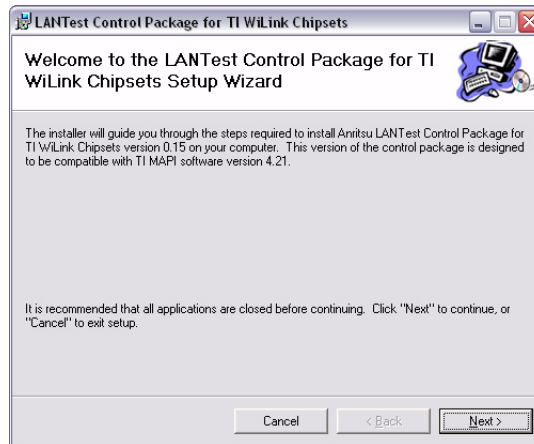 LANTest Control Package for TI WiLink Chipsets
Welcome to the LANTest Control Package for TI
WiLink Chipsets Setup Wizard
The installer will guide you through the steps required to install Anritsu LANTest Control Package for
TI WiLink Chipsets version 0.15 on your computer. This version of the control package is designed
to be compatible with TI MAPI software version 4.21.
It is recommended that all applications are closed before continuing. Click "Next" to continue, or
"Cancel" to exit setup.
Cancel
< Back
Next >